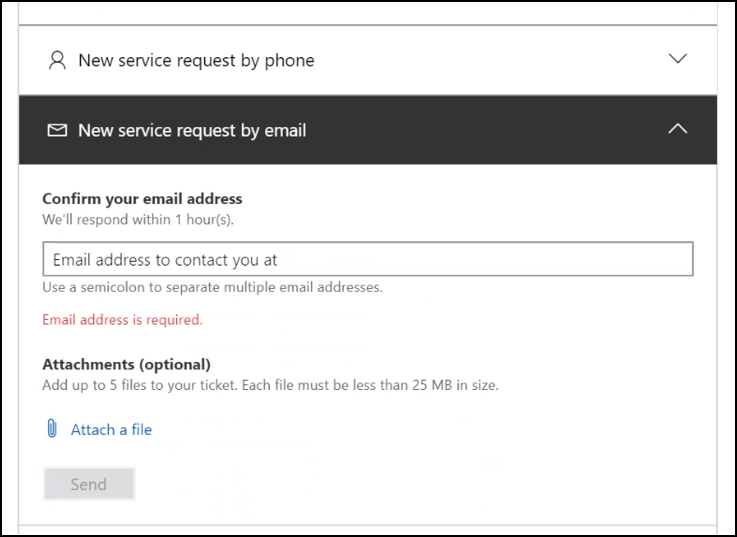 New service request by phone
New service request by email
Confirm your email address
We'll respond within 1 hour(s).
Email address to contact you at
Use a semicolon to separate multiple email addresses.
Email address is required.
Attachments (optional)
Add up to 5 files to your ticket. Each file must be less than 25 MB in size.
Attach a file
Send